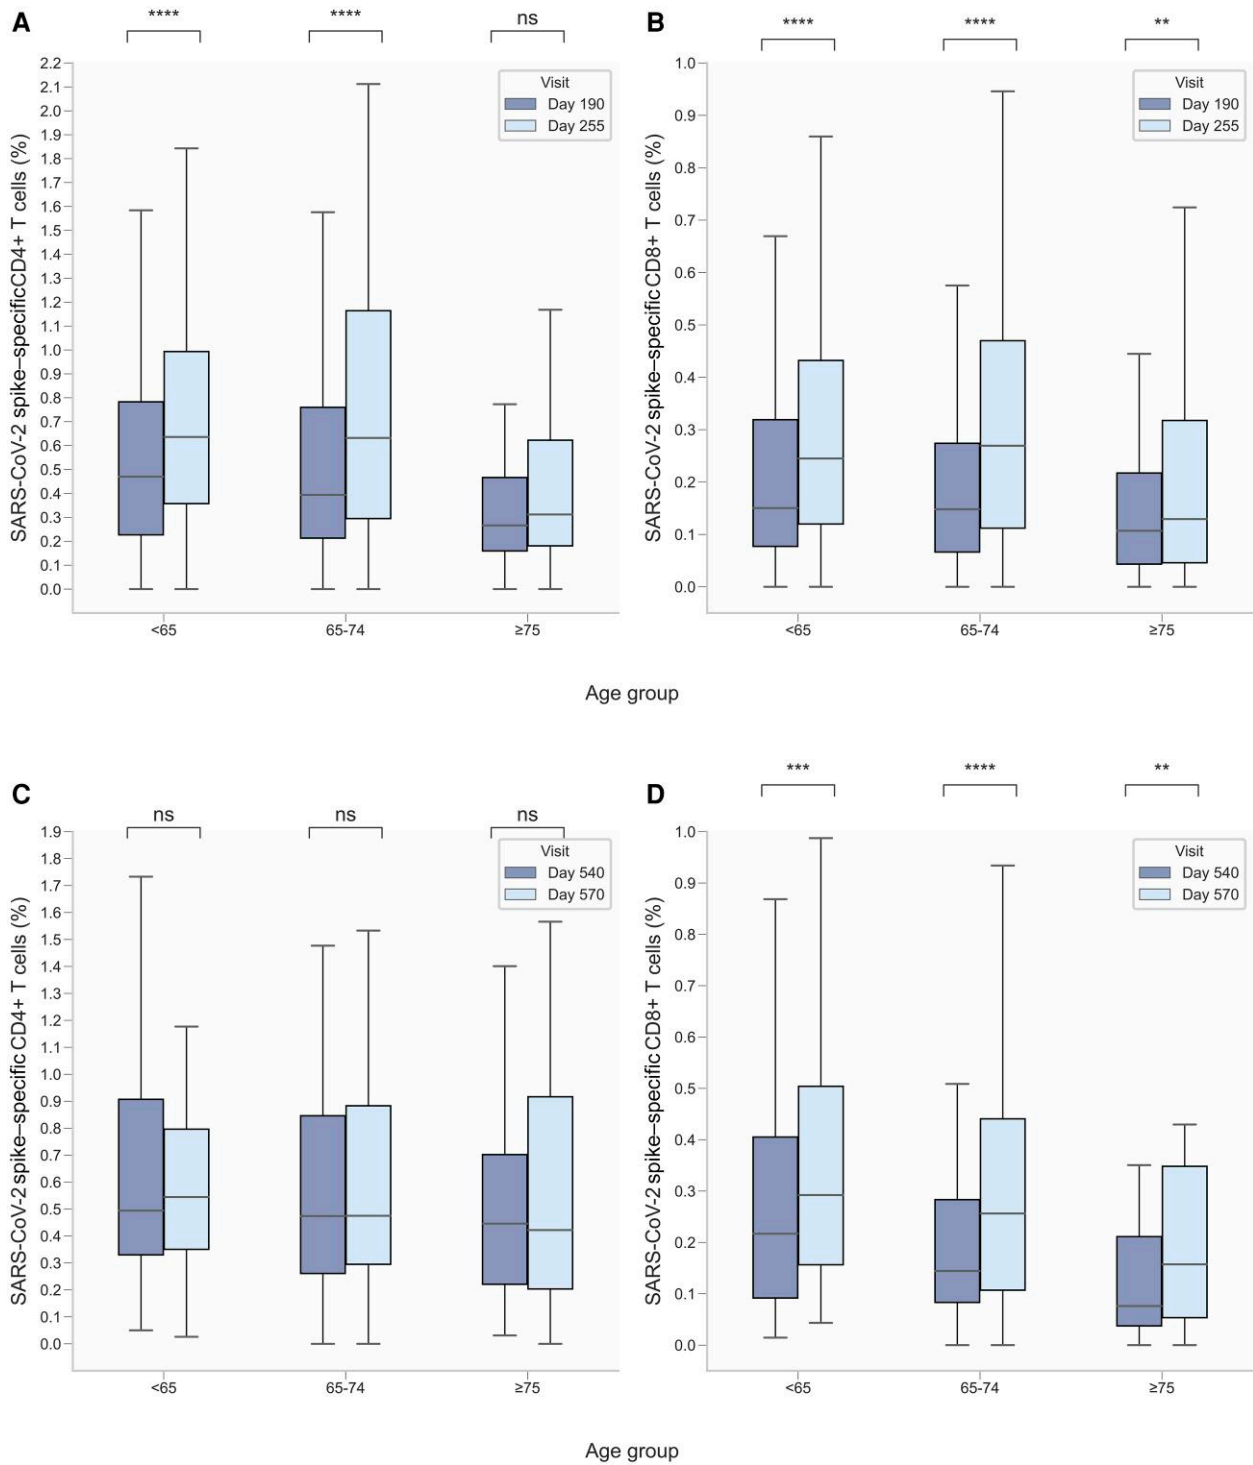 A
**** **** ns
SARS-CoV-2 spike–specificCD4+ T cells (%)
2.2
2.1
2.0
1.9
1.8
1.7
1.6
1.5
1.4
1.3
1.2
1.1
1.0
0.9
0.8
0.7
0.6
0.5
0.4
0.3
0.2
0.1
0.0
Visit
Day 190
Day 255
<65 65-74 ≥75
B
**** **** **
SARS-CoV-2 spike–specific CD8+ T cells (%)
1.0
0.9
0.8
0.7
0.6
0.5
0.4
0.3
0.2
0.1
0.0
Visit
Day 190
Day 255
<65 65-74 ≥75
Age group
C
ns ns ns
SARS-CoV-2 spike–specific CD4+ T cells (%)
1.9
1.8
1.7
1.6
1.5
1.4
1.3
1.2
1.1
1.0
0.9
0.8
0.7
0.6
0.5
0.4
0.3
0.2
0.1
0.0
Visit
Day 540
Day 570
<65 65-74 ≥75
D
*** **** **
SARS-CoV-2 spike–specific CD8+ T cells (%)
1.0
0.9
0.8
0.7
0.6
0.5
0.4
0.3
0.2
0.1
0.0
Visit
Day 540
Day 570
<65 65-74 ≥75
Age group